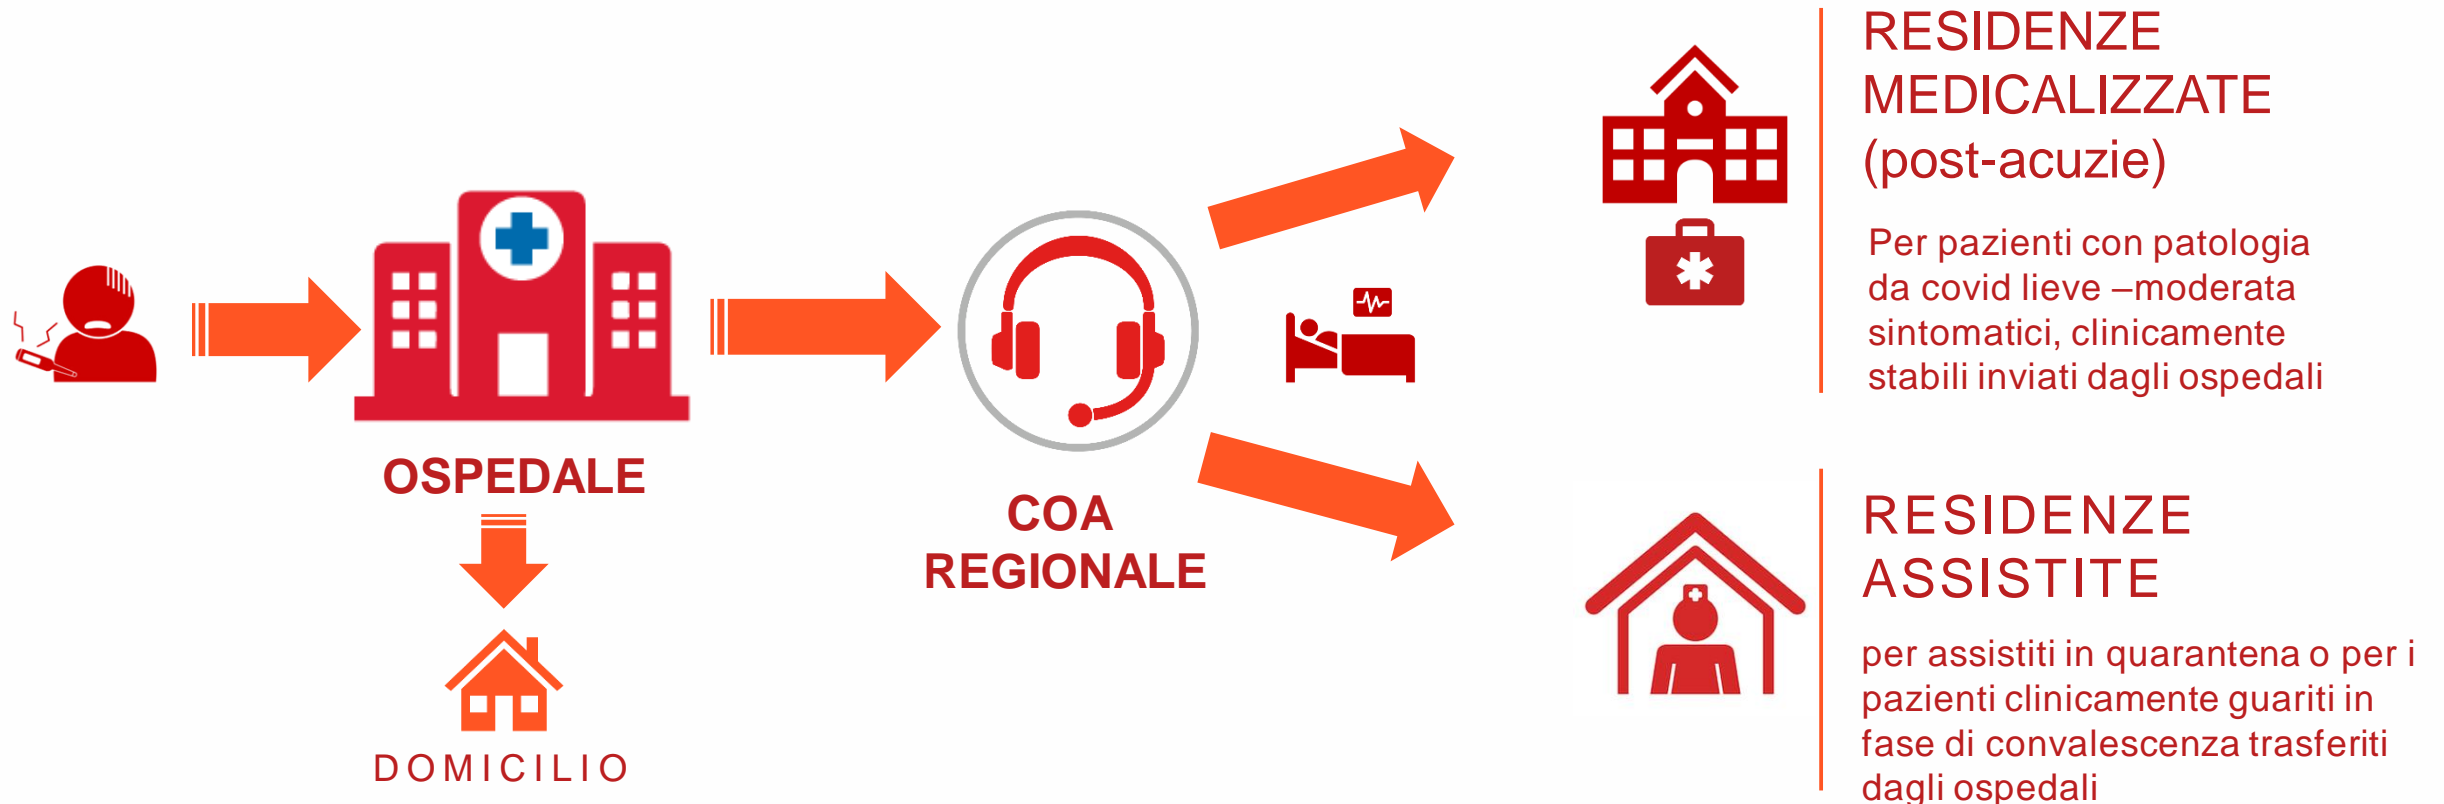 OSPEDALE
DOMICILIO
COA
REGIONALE
RESIDENZE
MEDICALIZZATE
(post-acuzie)
Per pazienti con patologia
da covid lieve –moderata
sintomatici, clinicamente
stabili inviati dagli ospedali
RESIDENZE
ASSISTITE
per assistiti in quarantena o per i
pazienti clinicamente guariti in
fase di convalescenza trasferiti
dagli ospedali